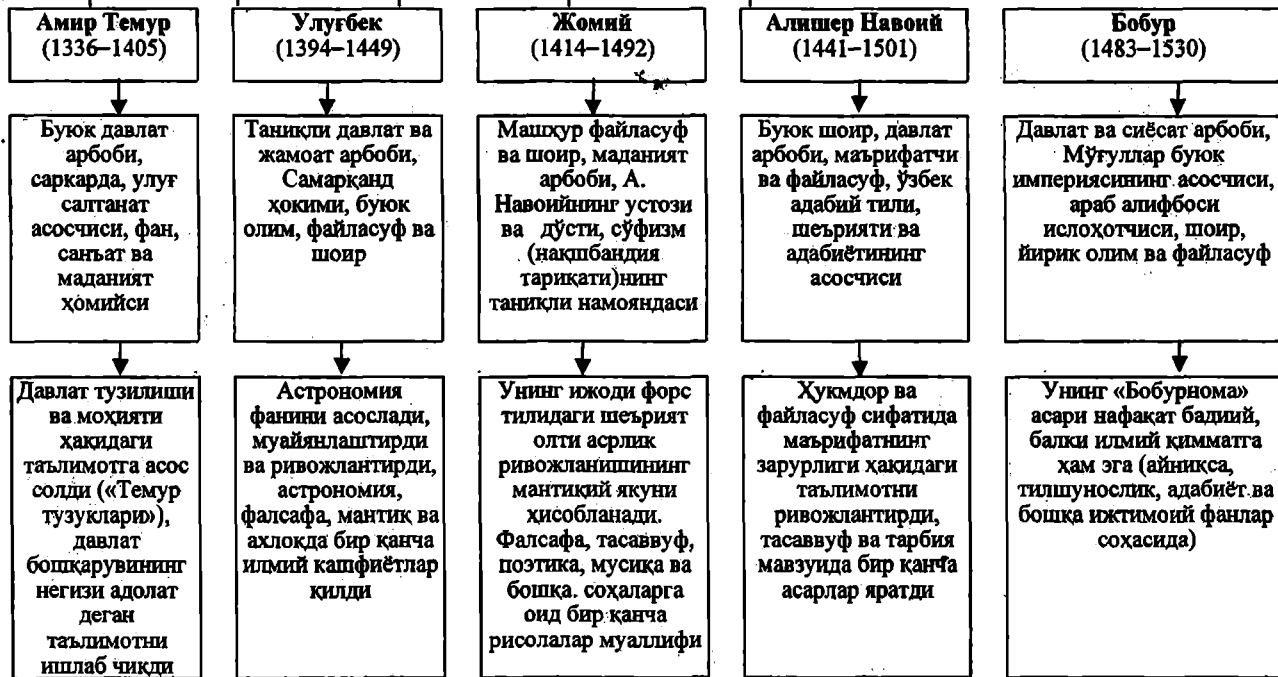 Амир Темур
(1336–1405)
Буюк давлат
арбоби,
саркарда, улуғ
салтанат
асосчиси, фан,
санъат ва
маданият
ҳомийси
Давлат тузилиши
ва моҳияти
ҳақидаги
таълимотга асос
солди («Темур
тузуклари»),
давлат
бошқарувининг
негизи адолат
деган
таълимотни
ишлаб чиқди
Улуғбек
(1394–1449)
Таниқли давлат ва
жамоат арбоби,
Самарқанд
ҳокими, буюк
олим, файласуф ва
шоир
Астрономия
фанини асослади,
муайянлаштирди
ва ривожлантирди,
астрономия,
фалсафа, мантиқ ва
ахлоқда бир қанча
илмий кашфиётлар
қилди
Жомий
(1414–1492)
Машҳур файласуф
ва шоир, маданият
арбоби, А.
Навоийнинг устози
ва дўсти, сўфизм
(нақшбандия
тариқати)нинг
таниқли намояндаси
Унинг ижоди форс
тилидаги шеърият
олти асрлик
ривожланишининг
мантиқий якуни
ҳисобланади.
Фалсафа, тасаввуф,
поэтика, мусиқа ва
бошқа. соҳаларга
оид бир қанча
рисолалар муаллифи
Алишер Навоий
(1441–1501)
Буюк шоир, давлат
арбоби, маърифатчи
ва файласуф, ўзбек
адабий тили,
шеърияти ва
адабиётининг
асосчиси
Ҳукмдор ва
файласуф сифатида
маърифатнинг
зарурлиги ҳақидаги
таълимотни
ривожлантирди,
тасаввуф ва тарбия
мавзуида бир қанча
асарлар яратди
Бобур
(1483–1530)
Давлат ва сиёсат арбоби,
Мўғуллар буюк
империясининг асосчиси,
араб алифбоси
ислоҳотчиси, шоир,
йирик олим ва файласуф
Унинг «Бобурнома»
асари нафақат бадиий,
балки илмий қимматга
ҳам эга (айниқса,
тилшунослик, адабиёт ва
бошқа ижтимоий фанлар
соҳасида)